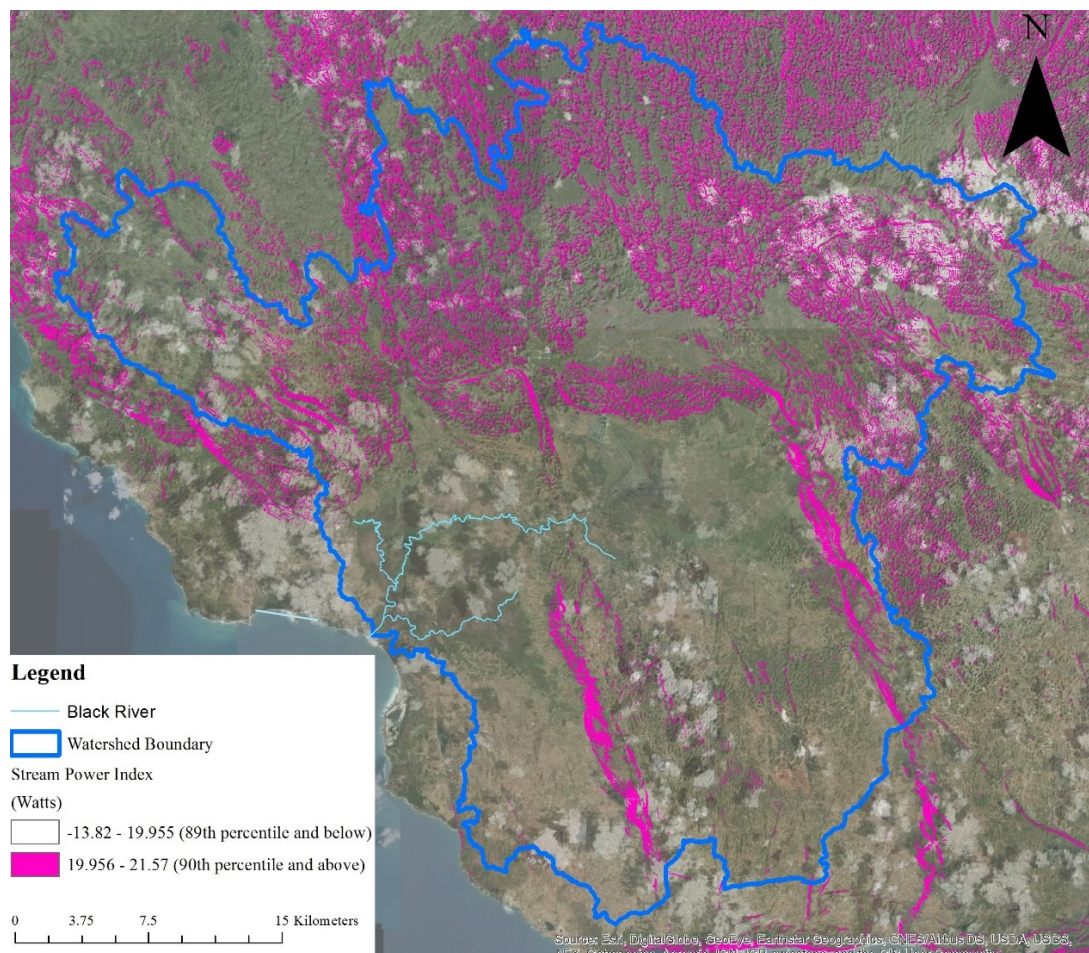 N
Legend
Black River
Watershed Boundary
Stream Power Index
(Watts)
-13.82 - 19.955 (89th percentile and below)
19.956 - 21.57 (90th percentile and above)
0 3.75 7.5 15 Kilometers
Source: Esri, DigitalGlobe, GeoEye, Earthstar Geographics, CNES/Airbus DS, USDA, USGS,